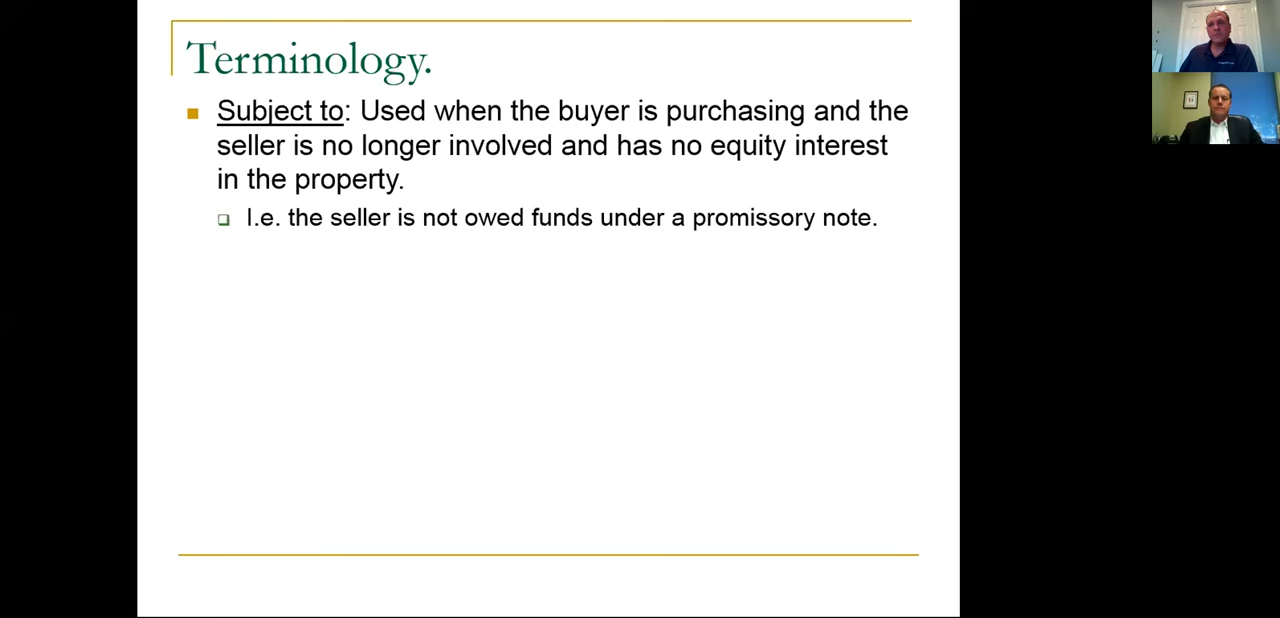 Terminology.
Subject to: Used when the buyer is purchasing and the
seller is no longer involved and has no equity interest
in the property.
I.e. the seller is not owed funds under a promissory note.